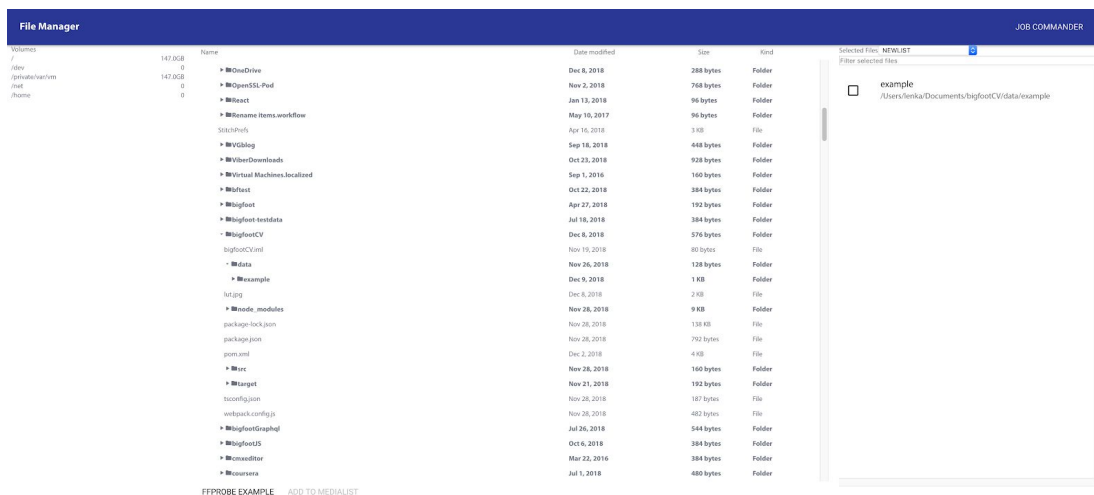 File Manager JOB COMMANDER
Volumes
/ 147.0GB
/dev 0
/private/var/vm 147.0GB
/net 0
/home 0
Name Date modified Size Kind
OneDrive Dec 8, 2018 288 bytes Folder
OpenSSL-Pod Nov 2, 2018 768 bytes Folder
React Jan 13, 2018 96 bytes Folder
Rename items.workflow May 10, 2017 96 bytes Folder
StitchPrefs Apr 16, 2018 3 KB File
VGblog Sep 18, 2018 448 bytes Folder
ViberDownloads Oct 23, 2018 928 bytes Folder
Virtual Machines.localized Sep 1, 2016 160 bytes Folder
bftest Oct 22, 2018 384 bytes Folder
bigfoot Apr 27, 2018 192 bytes Folder
bigfoot-testdata Jul 18, 2018 384 bytes Folder
bigfootCV Dec 8, 2018 576 bytes Folder
bigfootCV.iml Nov 19, 2018 80 bytes File
data Nov 26, 2018 128 bytes Folder
example Dec 9, 2018 1 KB Folder
lut.jpg Dec 8, 2018 2 KB File
node_modules Nov 28, 2018 9 KB Folder
package-lock.json Nov 28, 2018 138 KB File
package.json Nov 28, 2018 792 bytes File
pom.xml Dec 2, 2018 4 KB File
src Nov 28, 2018 160 bytes Folder
target Nov 21, 2018 192 bytes Folder
tsconfig.json Nov 28, 2018 187 bytes File
webpack.config.js Nov 28, 2018 482 bytes File
bigfootGraphql Jul 26, 2018 544 bytes Folder
bigfootJS Oct 6, 2018 384 bytes Folder
cmxeditor Mar 22, 2016 384 bytes Folder
coursera Jul 1, 2018 480 bytes Folder
FFPROBE EXAMPLE ADD TO MEDIALIST
Selected Files NEWLIST
Filter selected files
example
/Users/lenka/Documents/bigfootCV/data/example